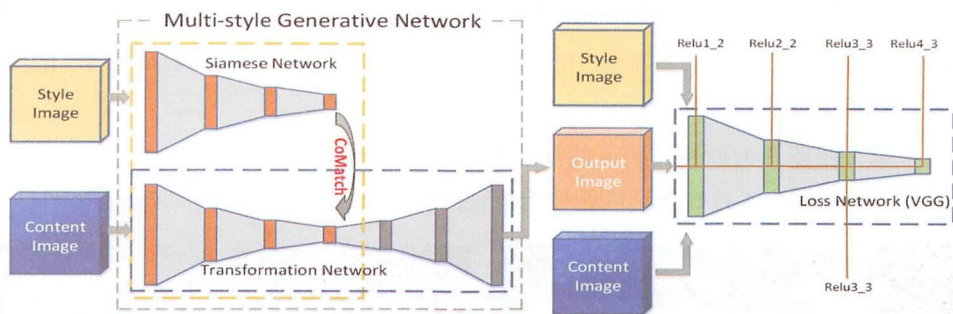 Multi-style Generative Network
Siamese Network
Style
Image
CoMatch
Content
Image
Transformation Network
Style
Image
Output
Image
Content
Image
Relu1_2
Relu2_2
Relu3_3
Relu4_3
Loss Network (VGG)
Relu3_3